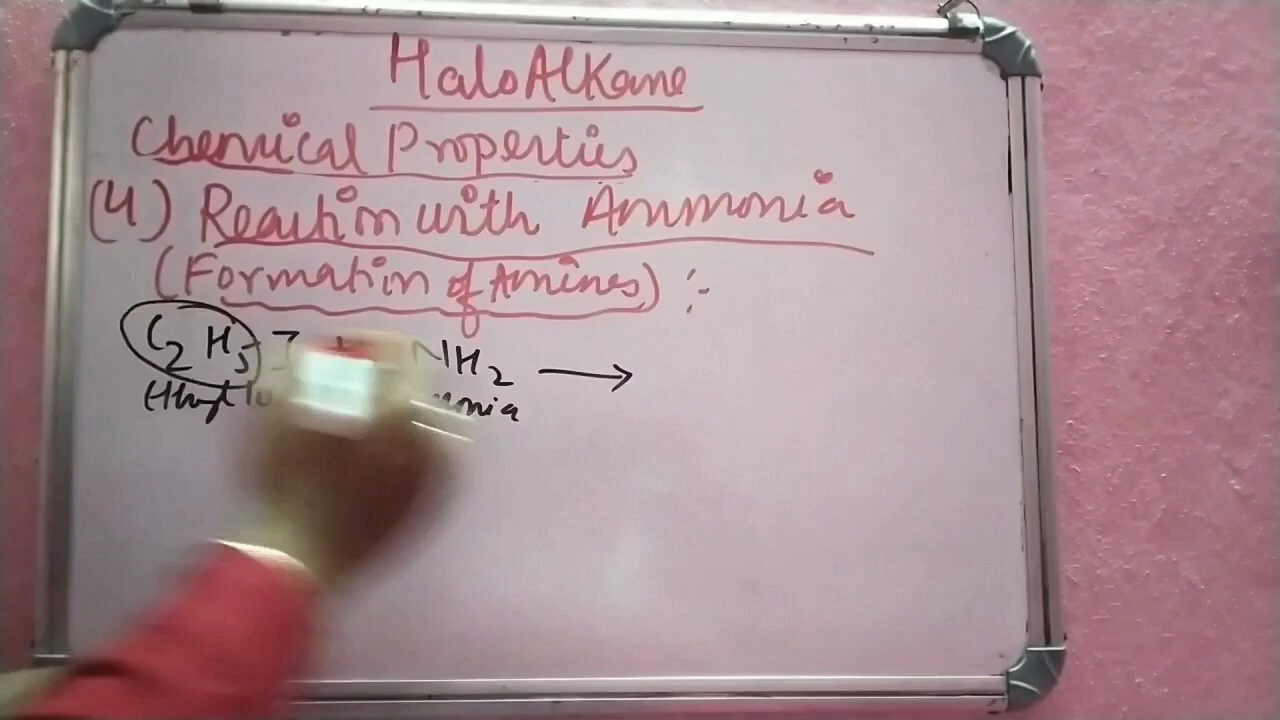 HaloAlkane
Chemical Properties
(4) Reaction with Ammonia
(Formation of Amines) :-
C2H5 + NH2 ⟶